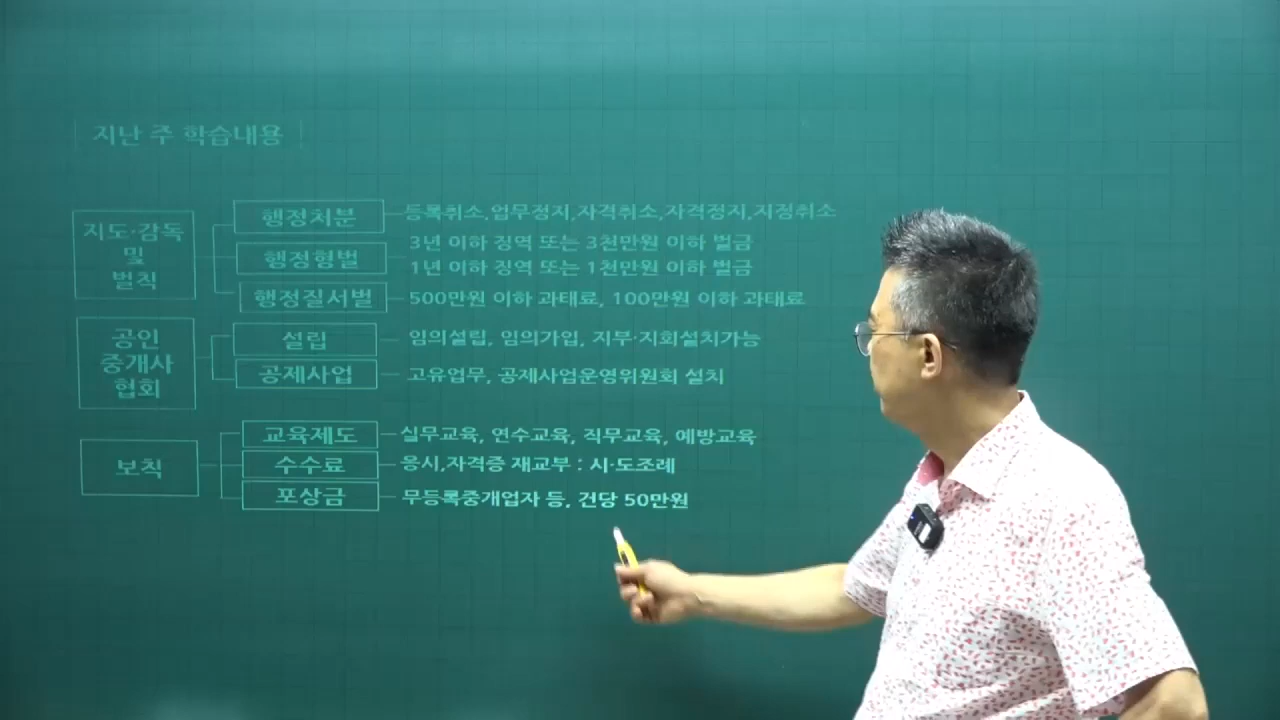 지난 주 학습내용
지도·감독
및
벌칙
행정처분
등록취소,업무정지,자격취소,자격정지,지정취소
행정형벌
3년 이하 징역 또는 3천만원 이하 벌금
1년 이하 징역 또는 1천만원 이하 벌금
행정질서벌
500만원 이하 과태료, 100만원 이하 과태료
공인
중개사
협회
설립
임의설립, 임의가입, 지부·지회설치가능
공제사업
고유업무, 공제사업운영위원회 설치
보칙
교육제도
실무교육, 연수교육, 직무교육, 예방교육
수수료
응시,자격증 재교부 : 시·도조례
포상금
무등록중개업자 등, 건당 50만원